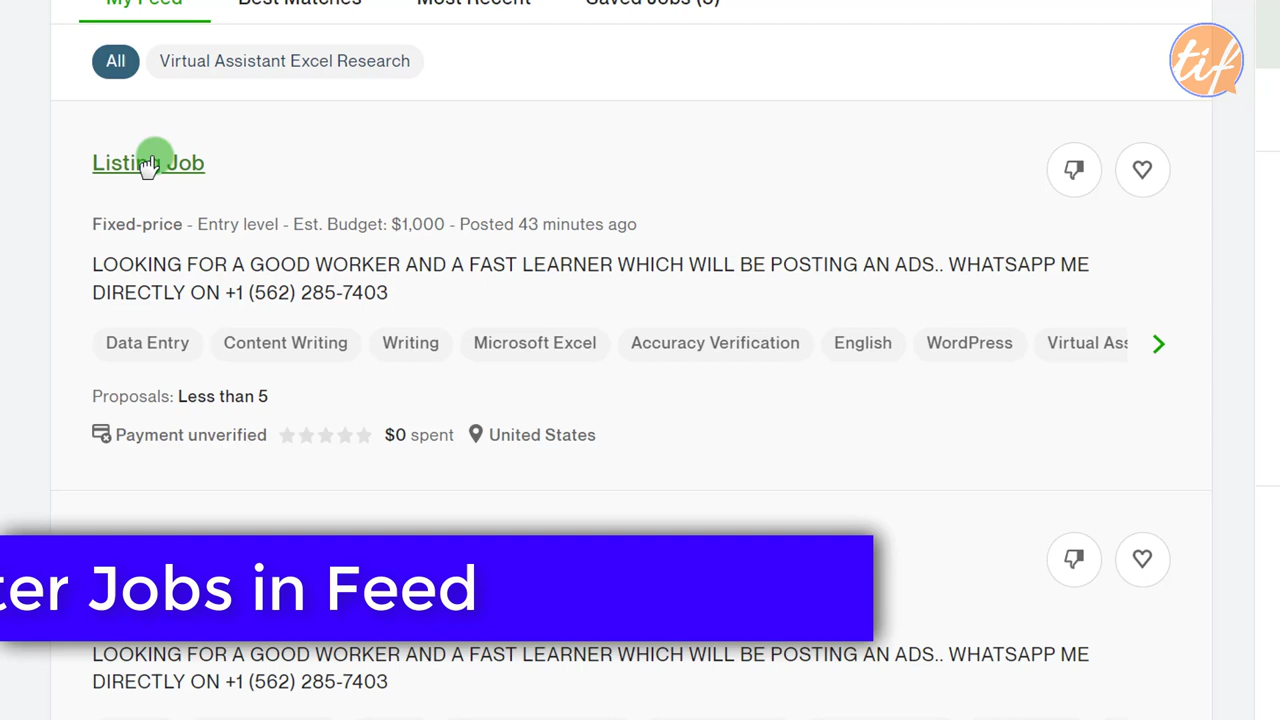 My Feed Best Matches Most Recent Saved Jobs
All Virtual Assistant Excel Research
tif
Listing Job
Fixed-price - Entry level - Est. Budget: $1,000 - Posted 43 minutes ago
LOOKING FOR A GOOD WORKER AND A FAST LEARNER WHICH WILL BE POSTING AN ADS.. WHATSAPP ME
DIRECTLY ON +1 (562) 285-7403
Data Entry Content Writing Writing Microsoft Excel Accuracy Verification English WordPress Virtual Ass
Proposals: Less than 5
Payment unverified $0 spent United States
ter Jobs in Feed
LOOKING FOR A GOOD WORKER AND A FAST LEARNER WHICH WILL BE POSTING AN ADS.. WHATSAPP ME
DIRECTLY ON +1 (562) 285-7403